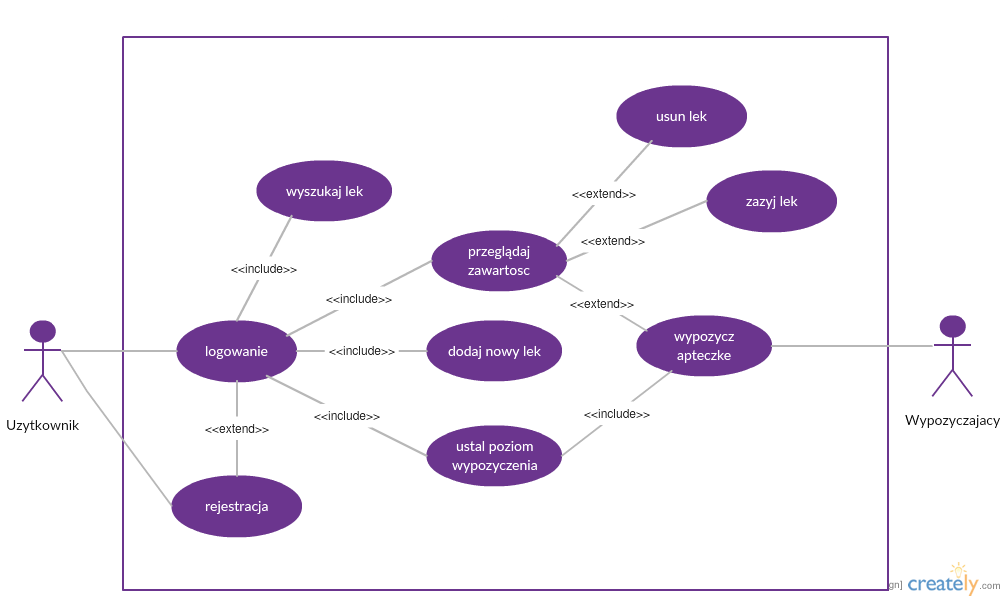 usun lek
wyszukaj lek
<<extend>>
zazyj lek
<<extend>>
przeglądaj
zawartosc
<<include>>
<<include>>
<<extend>>
logowanie
<<include>>
dodaj nowy lek
wypozycz
apteczke
Uzytkownik
Wypozyczajacy
<<include>>
<<include>>
<<extend>>
ustal poziom
wypozyczenia
rejestracja
gn]
creately.com